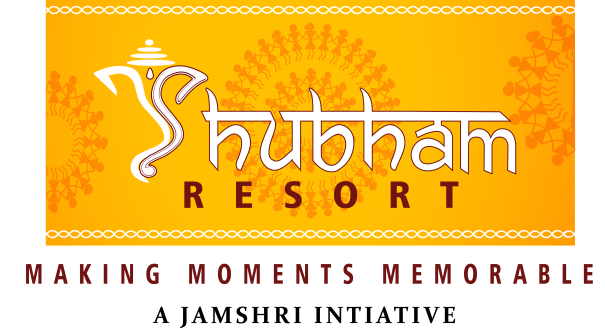 Shubham
RESORT
MAKING MOMENTS MEMORABLE
A JAMSHRI INTIATIVE